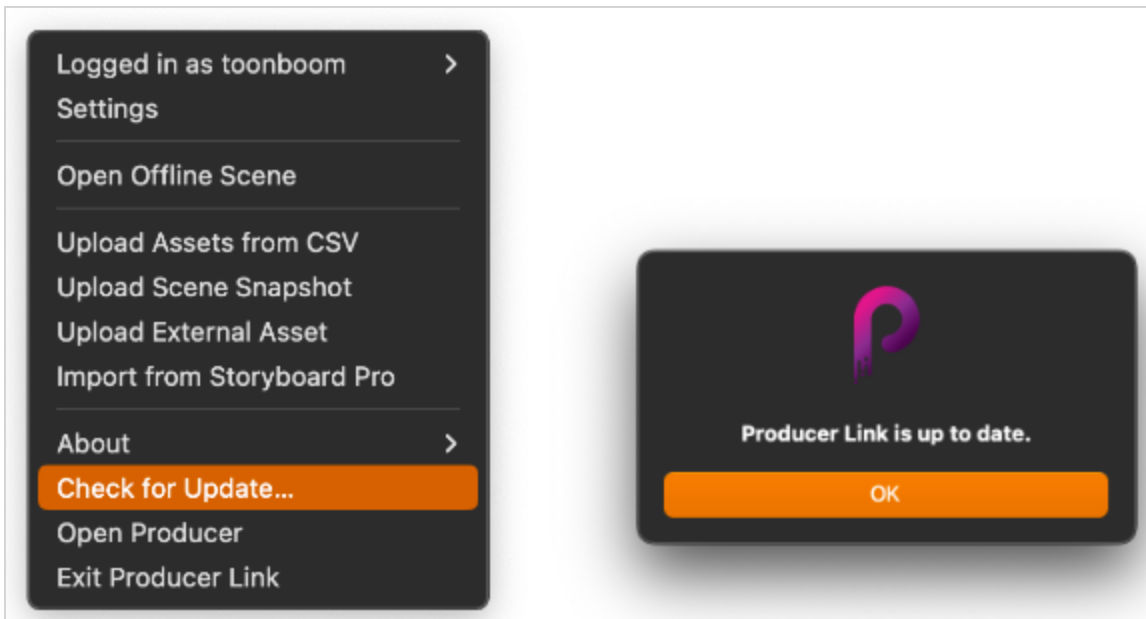 Logged in as toonboom
Settings
Open Offline Scene
Upload Assets from CSV
Upload Scene Snapshot
Upload External Asset
Import from Storyboard Pro
About
Check for Update...
Open Producer
Exit Producer Link
Producer Link is up to date.
OK